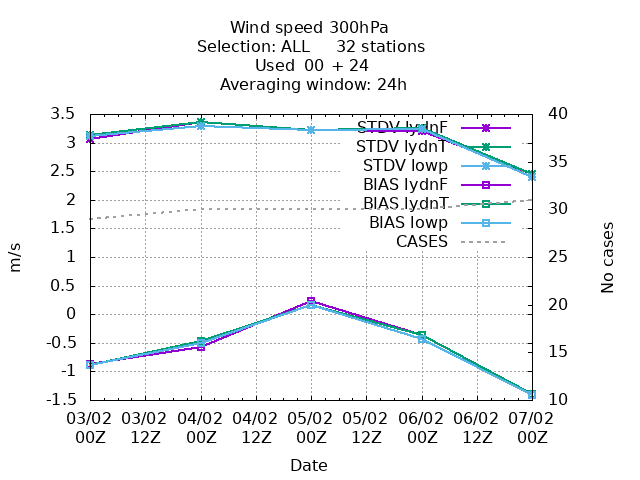 Wind speed 300hPa
Selection: ALL 32 stations
Used 00 + 24
Averaging window: 24h
3.5
3
2.5
2
1.5
1
0.5
0
-0.5
-1
-1.5
m/s
40
35
30
25
20
15
10
No cases
STDV lydnF
STDV lydnT
STDV lowp
BIAS lydnF
BIAS lydnT
BIAS lowp
CASES
03/02 03/02 04/02 04/02 05/02 05/02 06/02 06/02 07/02
00Z 12Z 00Z 12Z 00Z 12Z 00Z 12Z 00Z
Date